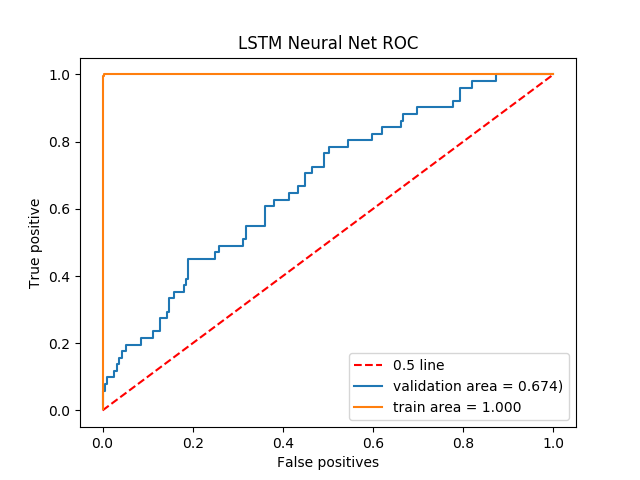 LSTM Neural Net ROC
1.0
0.8
0.6
0.4
0.2
0.0
True positive
0.5 line
validation area = 0.674)
train area = 1.000
0.0 0.2 0.4 0.6 0.8 1.0
False positives